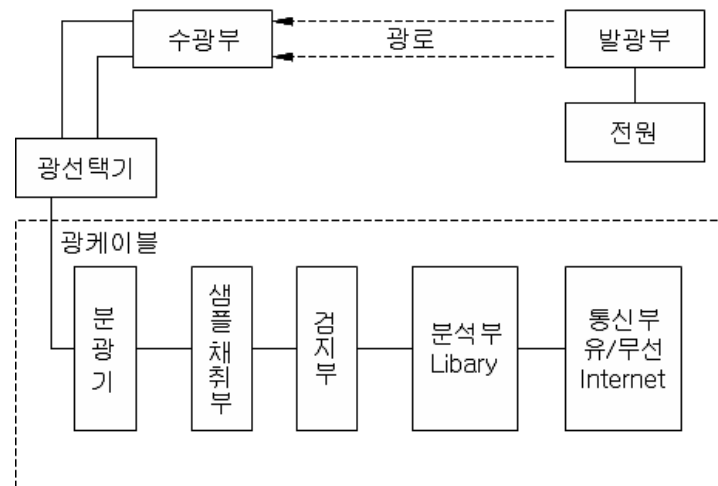 수광부
광로
발광부
전원
광선택기
광케이블
분
광
기
샘
플
채
취
부
검
지
부
분석부
Libary
통신부
유/무선
Internet